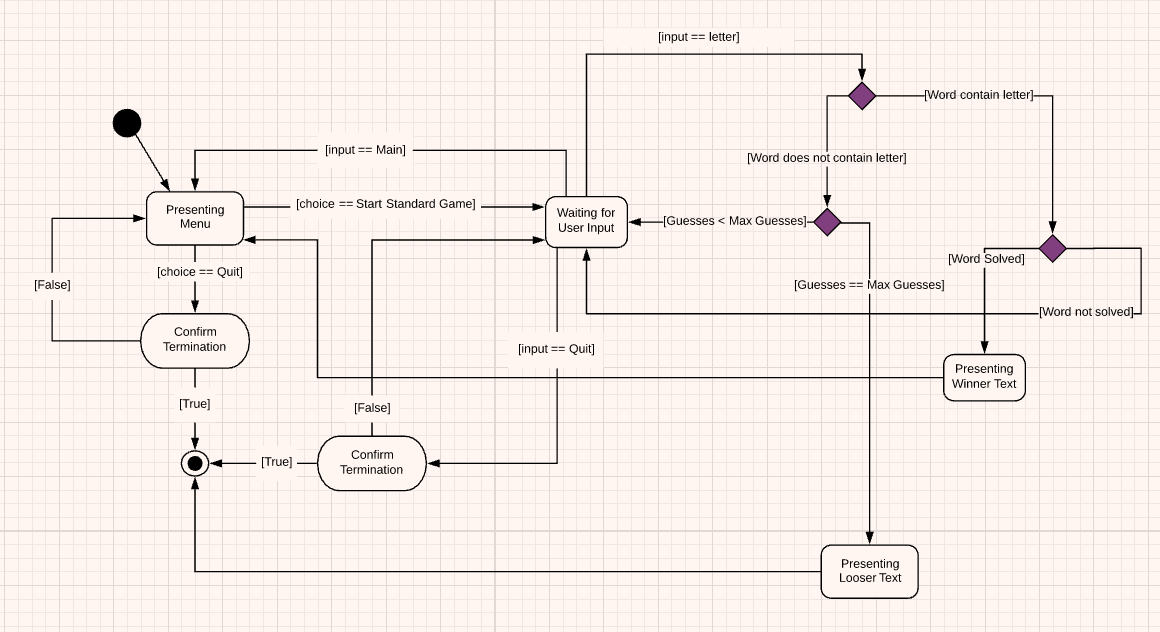 [input == letter]
[Word contain letter]
[input == Main]
[Word does not contain letter]
[choice == Start Standard Game]
Presenting
Menu
Waiting for
User Input
[Guesses < Max Guesses]
[Word Solved]
[choice == Quit]
[False]
[Guesses == Max Guesses]
[Word not solved]
Confirm
Termination
[input == Quit]
Presenting
Winner Text
[True]
[False]
Confirm
Termination
[True]
Presenting
Looser Text